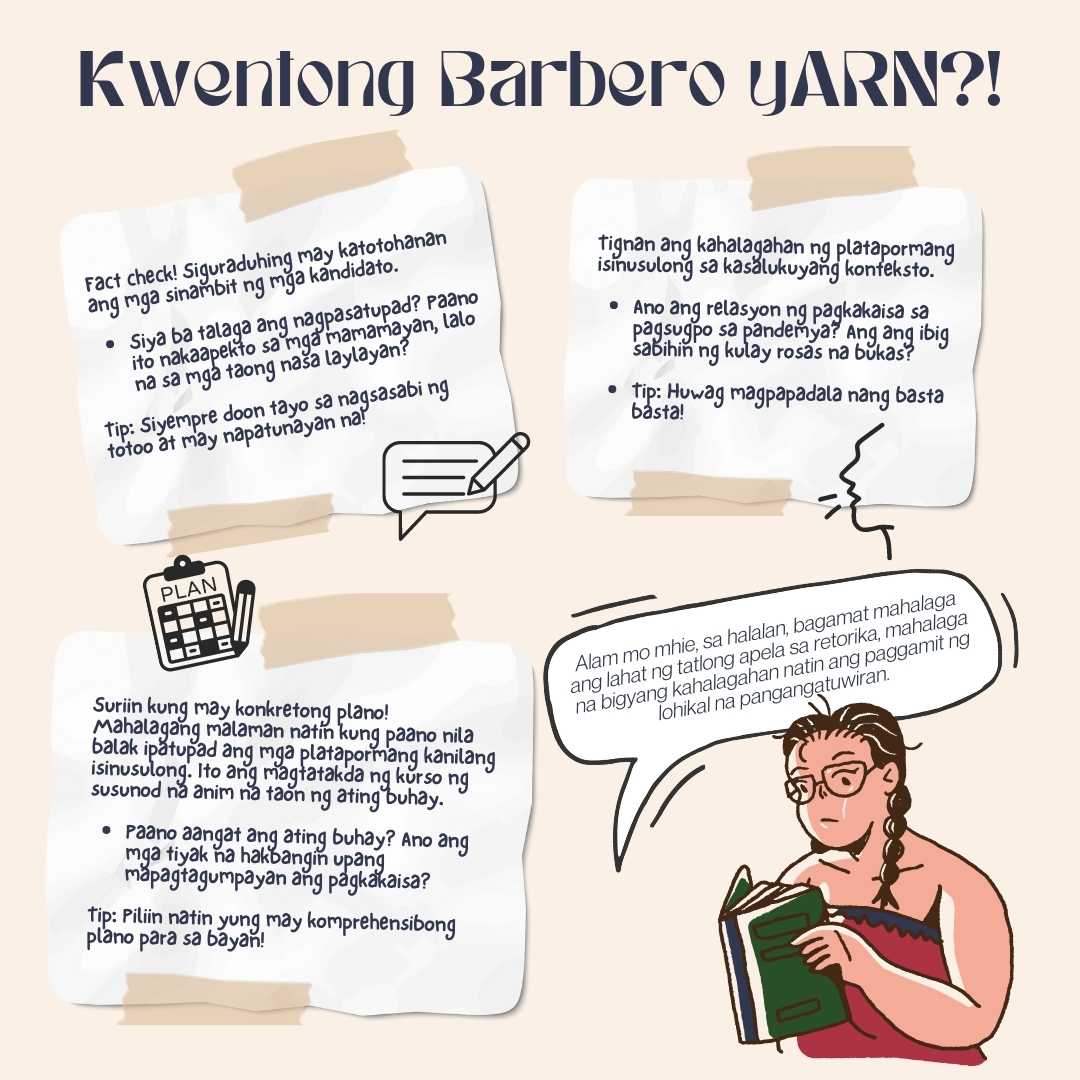 Kwentong Barbero yARN?!
Fact check! Siguraduhing may katotohanan
ang mga sinambit ng mga kandidato.
• Siya ba talaga ang nagpasatupad? Paano
ito nakaapekto sa mga mamamayan, lalo
na sa mga taong nasa laylayan?
Tip: Siyempre doon tayo sa nagsasabi ng
totoo at may napatunayan na!
Tignan ang kahalagahan ng platapormang
isinusulong sa kasalukuyang konteksto.
• Ano ang relasyon ng pagkakaisa sa
pagsugpo sa pandemya? Ang ang ibig
sabihin ng kulay rosas na bukas?
• Tip: Huwag magpapadala nang basta
basta!
PLAN
Suriin kung may konkretong plano!
Mahalagang malaman natin kung paano nila
balak ipatupad ang mga platapormang kanilang
isinusulong. Ito ang magtatakda ng kurso ng
susunod na anim na taon ng ating buhay.
• Paano aangat ang ating buhay? Ano ang
mga tiyak na hakbangin upang
mapagtagumpayan ang pagkakaisa?
Tip: Piliin natin yung may komprehensibong
plano para sa bayan!
Alam mo mhie, sa halalan, bagamat mahalaga
ang lahat ng tatlong apela sa retorika, mahalaga
na bigyang kahalagahan natin ang paggamit ng
lohikal na pangangatuwiran.